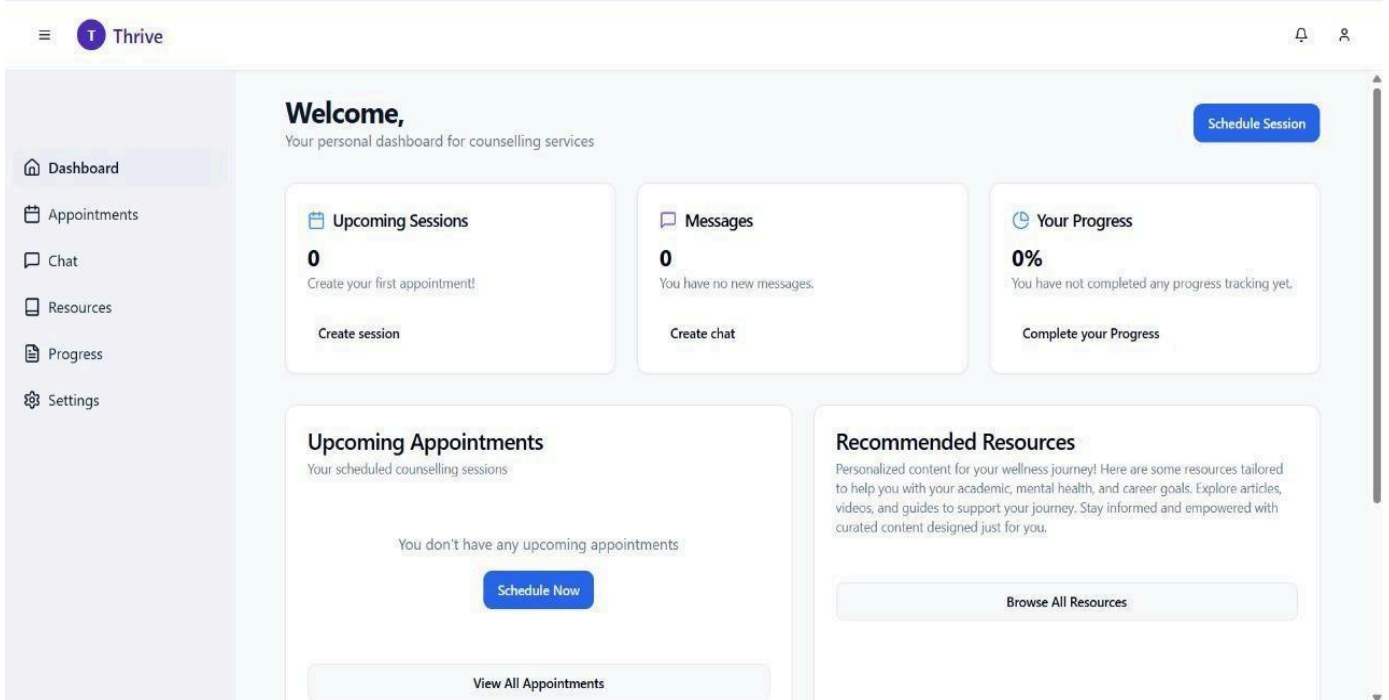 T Thrive
Welcome,
Your personal dashboard for counselling services
Schedule Session
Dashboard
Appointments
Chat
Resources
Progress
Settings
Upcoming Sessions
0
Create your first appointment!
Create session
Messages
0
You have no new messages.
Create chat
Your Progress
0%
You have not completed any progress tracking yet.
Complete your Progress
Upcoming Appointments
Your scheduled counselling sessions
You don't have any upcoming appointments
Schedule Now
View All Appointments
Recommended Resources
Personalized content for your wellness journey! Here are some resources tailored
to help you with your academic, mental health, and career goals. Explore articles,
videos, and guides to support your journey. Stay informed and empowered with
curated content designed just for you.
Browse All Resources